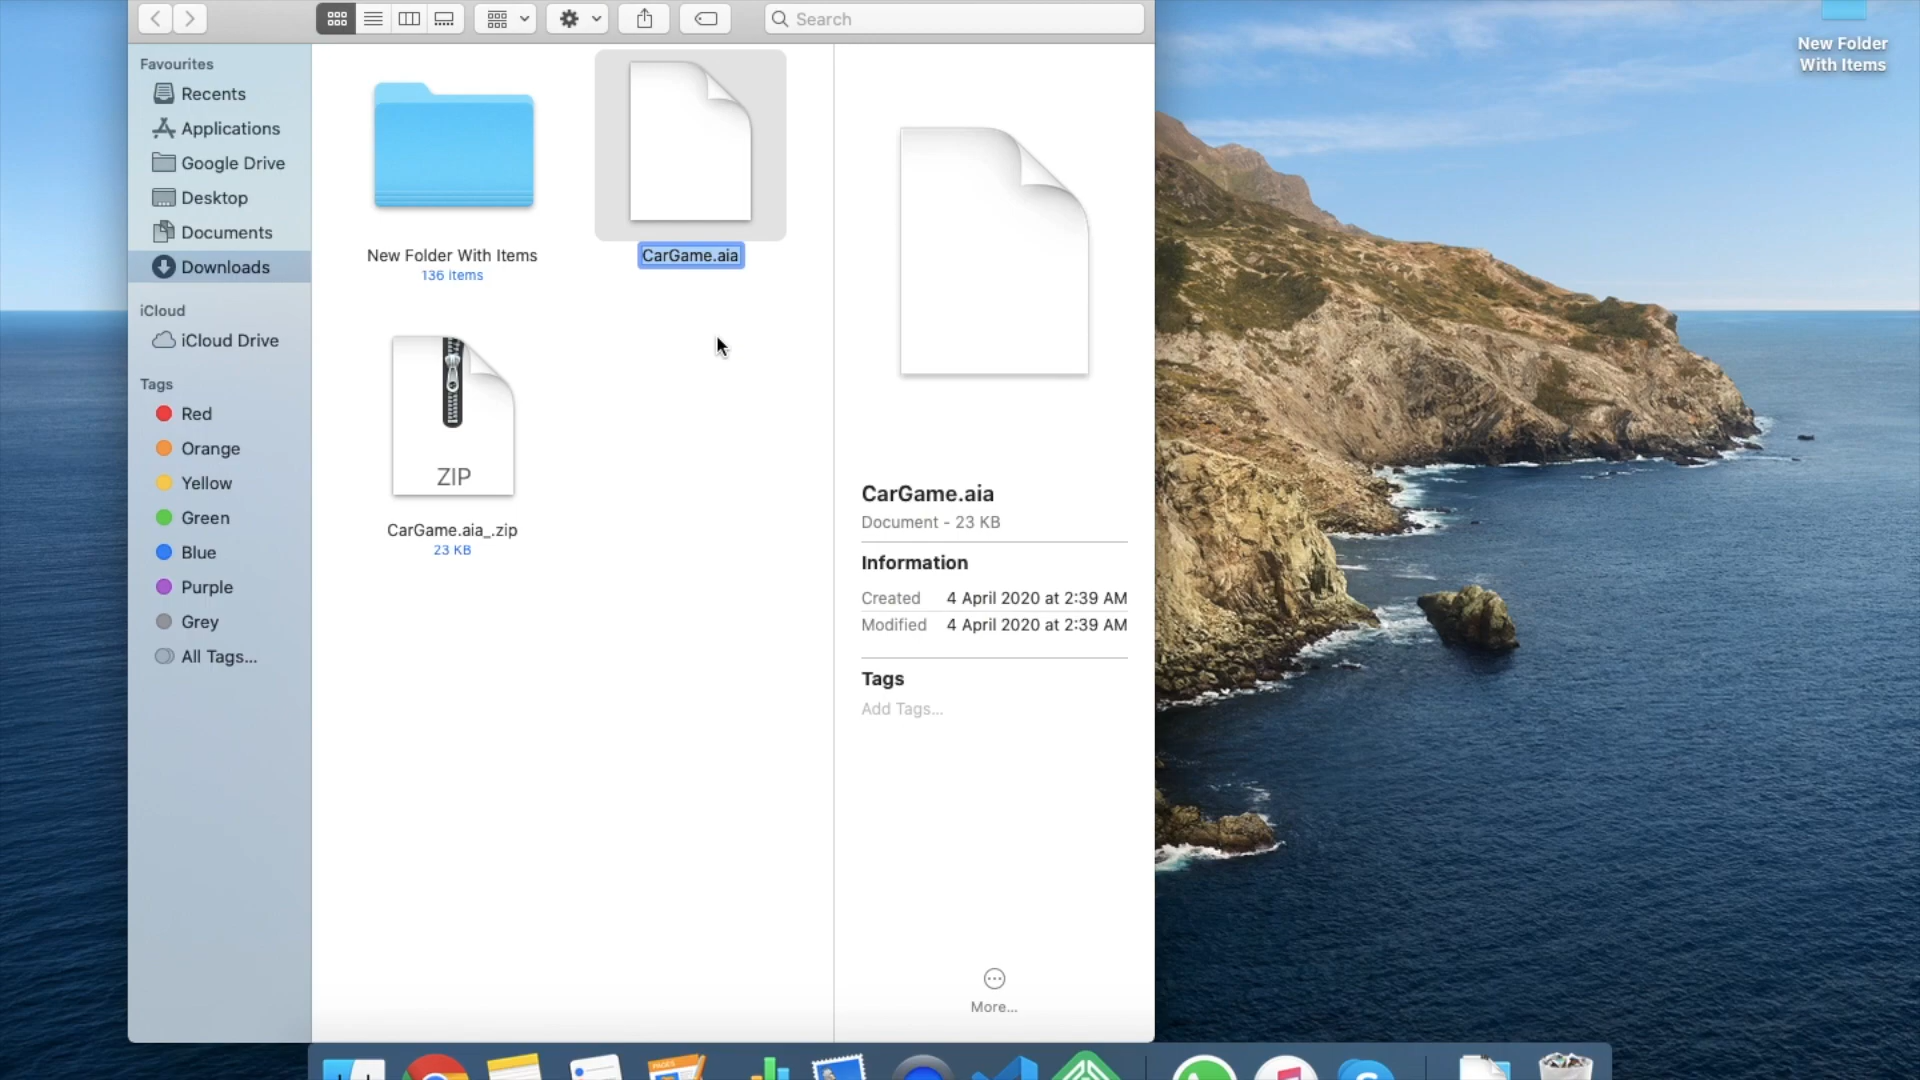 Search
New Folder
With Items
Favourites
Recents
Applications
Google Drive
Desktop
Documents
Downloads
iCloud
iCloud Drive
Tags
Red
Orange
Yellow
Green
Blue
Purple
Grey
All Tags...
New Folder With Items
136 items
CarGame.aia
ZIP
CarGame.aia_.zip
23 KB
CarGame.aia
Document - 23 KB
Information
Created 4 April 2020 at 2:39 AM
Modified 4 April 2020 at 2:39 AM
Tags
Add Tags...
More...
PAGES